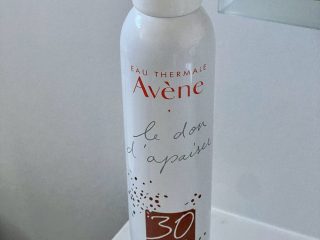 EAU THERMALE
Avène
le don
d'apaiser
30